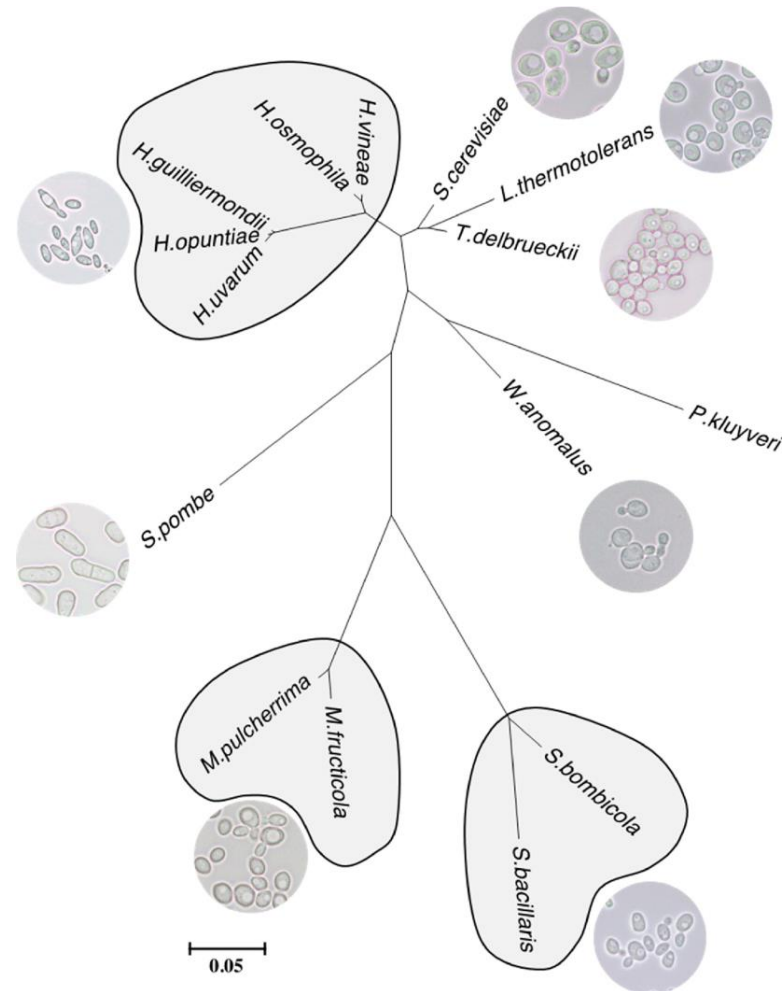 H.vineae
H.osmophila
H.guilliermondii
H.opuntiae
H.uvarum
S.cerevisiae
L.thermotolerans
T.delbrueckii
P.kluyveri
W.anomalus
S.pombe
M.pulcherrima
M.fructicola
S.bombicola
S.bacillaris
0.05